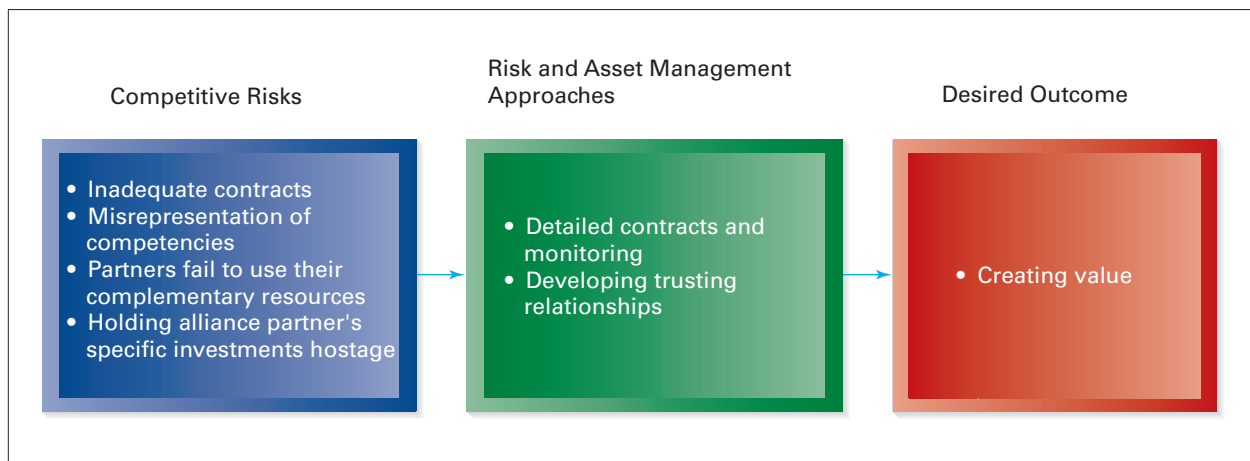 Competitive Risks
• Inadequate contracts
• Misrepresentation of
competencies
• Partners fail to use their
complementary resources
• Holding alliance partner's
specific investments hostage
Risk and Asset Management
Approaches
• Detailed contracts and
monitoring
• Developing trusting
relationships
Desired Outcome
• Creating value